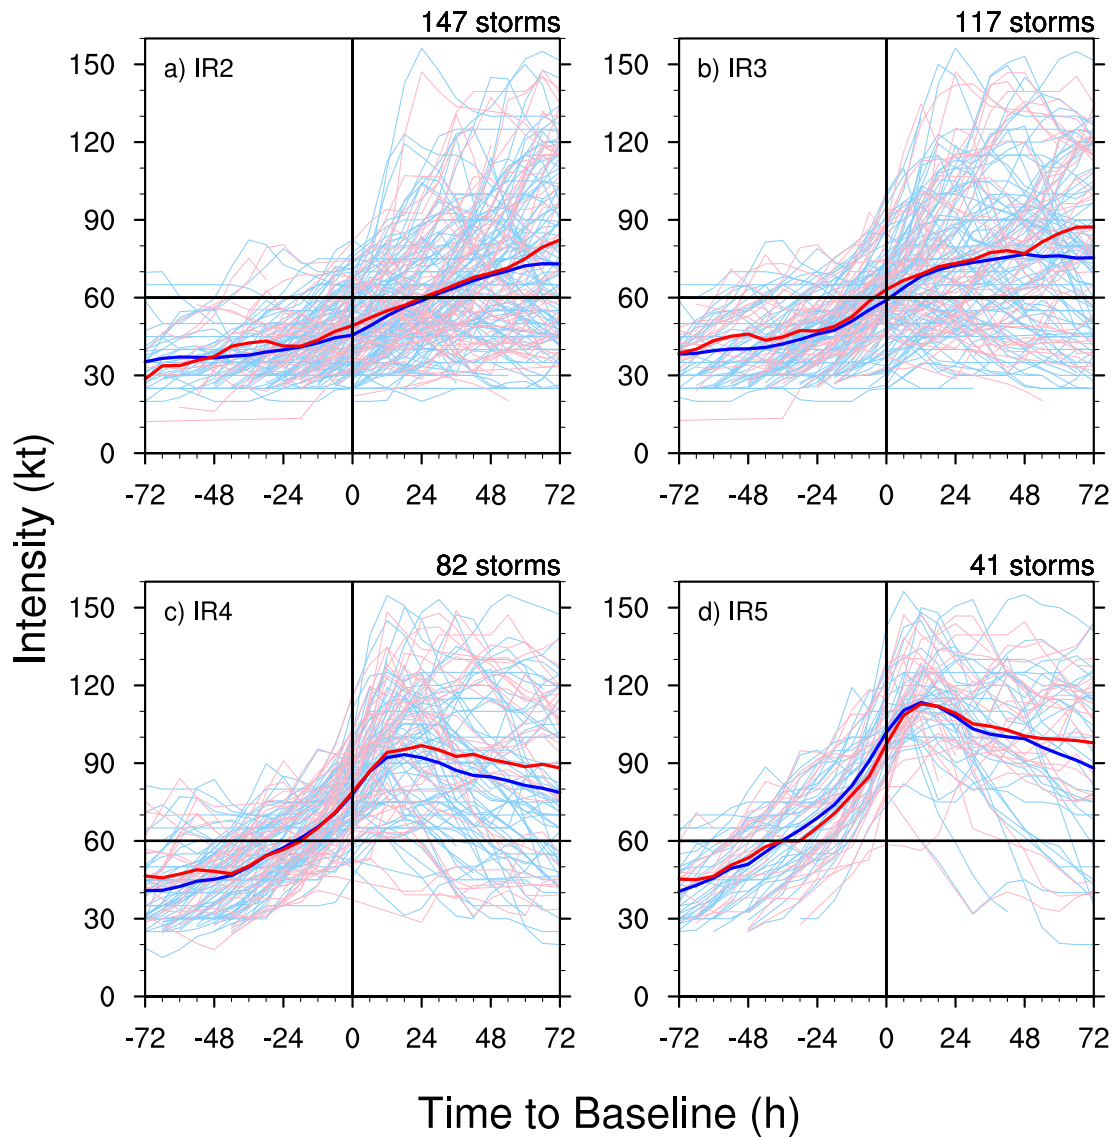 147 storms
117 storms
a) IR2
b) IR3
150
120
90
60
30
0
-72 -48 -24 0 24 48 72
150
120
90
60
30
0
-72 -48 -24 0 24 48 72
Intensity (kt)
82 storms
41 storms
c) IR4
d) IR5
150
120
90
60
30
0
-72 -48 -24 0 24 48 72
150
120
90
60
30
0
-72 -48 -24 0 24 48 72
Time to Baseline (h)